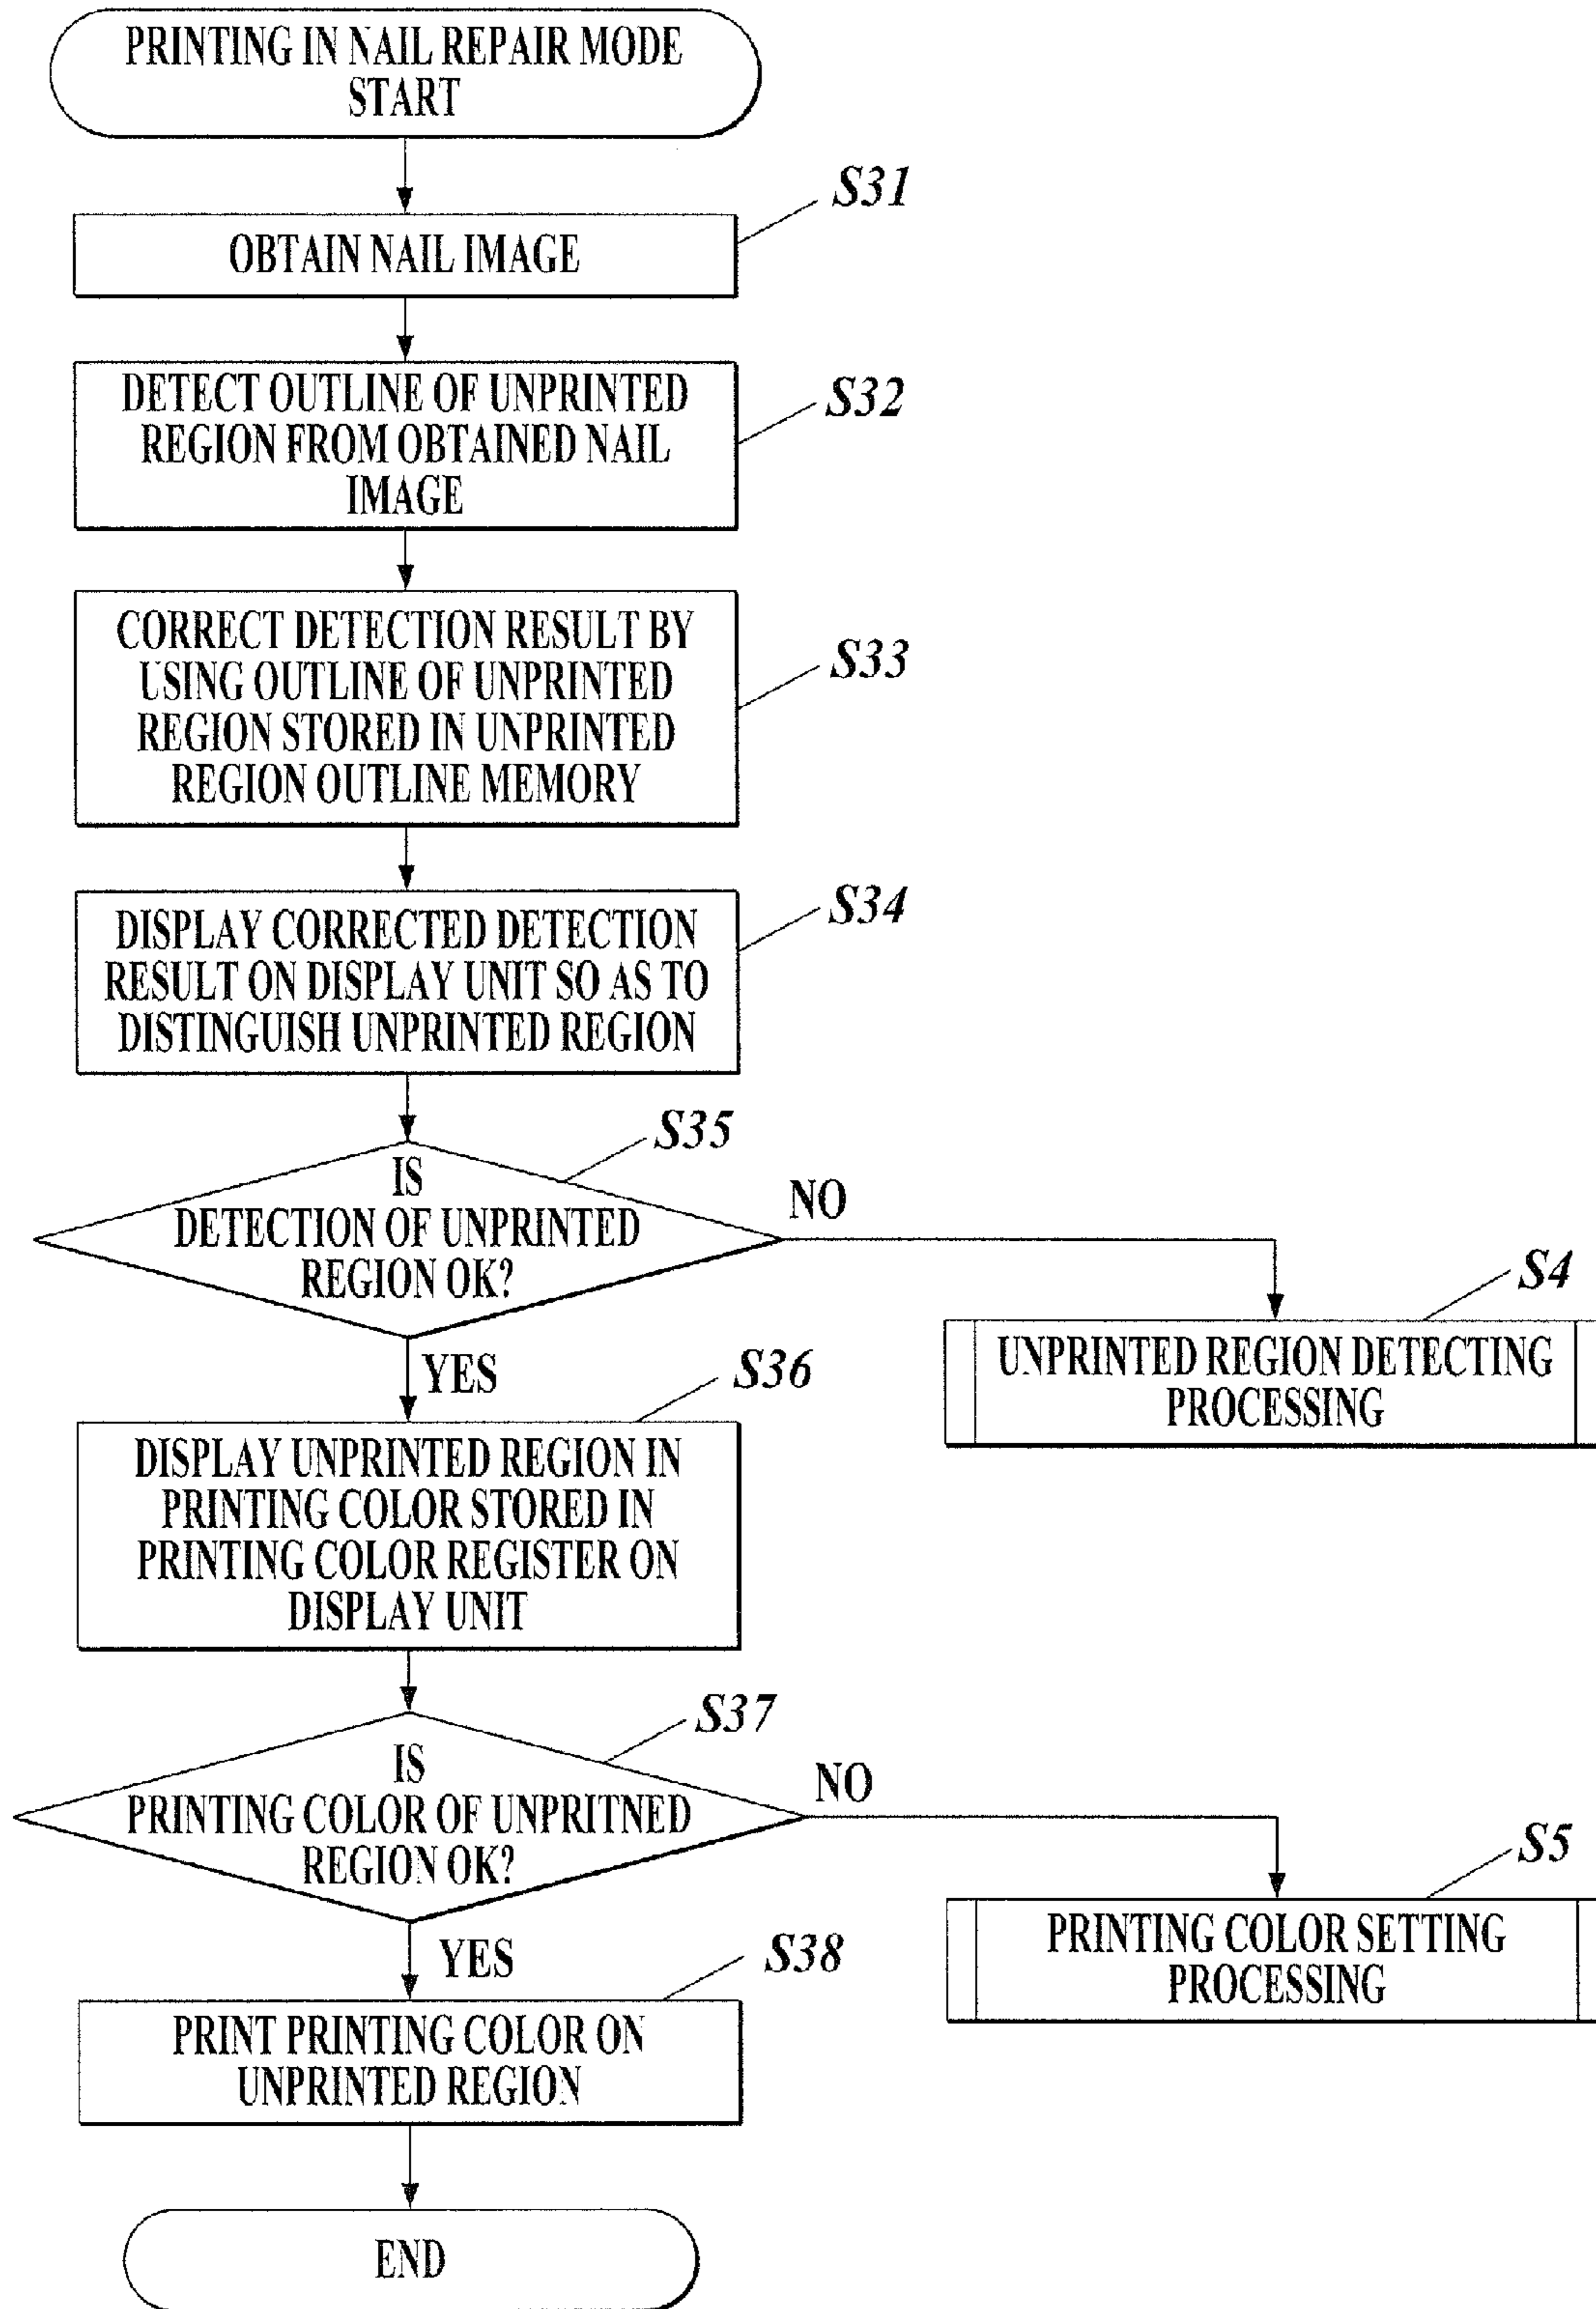 PRINTING IN NAIL REPAIR MODE
START
S31
OBTAIN NAIL IMAGE
S32
DETECT OUTLINE OF UNPRINTED
REGION FROM OBTAINED NAIL
IMAGE
S33
CORRECT DETECTION RESULT BY
USING OUTLINE OF UNPRINTED
REGION STORED IN UNPRINTED
REGION OUTLINE MEMORY
S34
DISPLAY CORRECTED DETECTION
RESULT ON DISPLAY UNIT SO AS TO
DISTINGUISH UNPRINTED REGION
S35
IS
DETECTION OF UNPRINTED
REGION OK?
NO
S4
UNPRINTED REGION DETECTING
PROCESSING
YES
S36
DISPLAY UNPRINTED REGION IN
PRINTING COLOR STORED IN
PRINTING COLOR REGISTER ON
DISPLAY UNIT
S37
IS
PRINTING COLOR OF UNPRITNED
REGION OK?
NO
S5
PRINTING COLOR SETTING
PROCESSING
YES
S38
PRINT PRINTING COLOR ON
UNPRINTED REGION
END